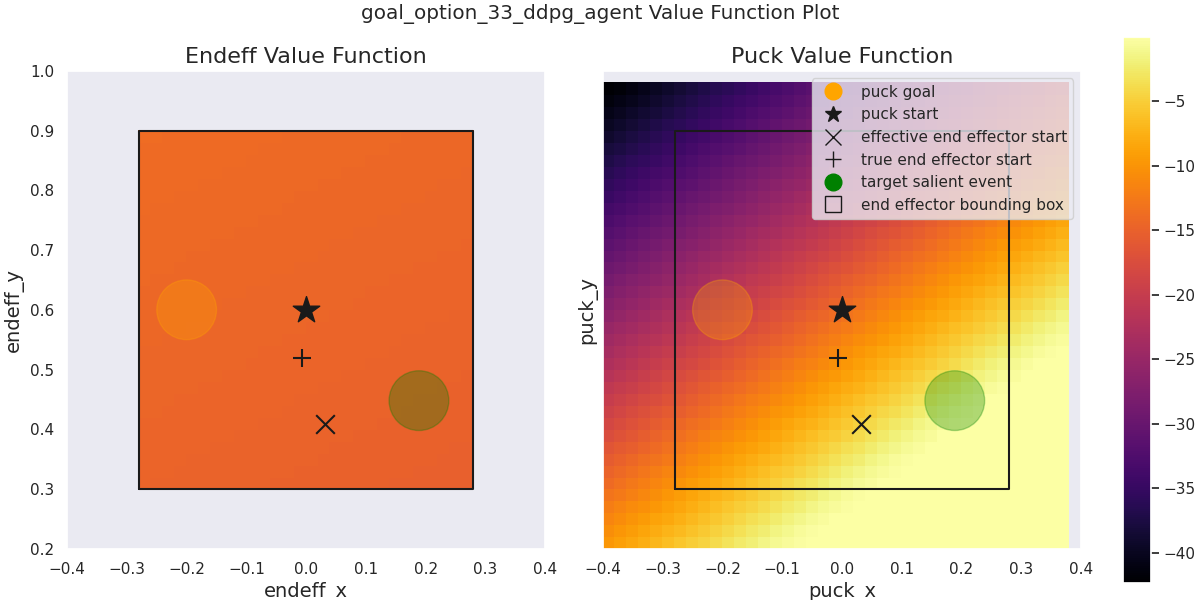 goal_option_33_ddpg_agent Value Function Plot
Endeff Value Function
endeff_y
1.0
0.9
0.8
0.7
0.6
0.5
0.4
0.3
0.2
−0.4 −0.3 −0.2 −0.1 0.0 0.1 0.2 0.3 0.4
endeff_x
Puck Value Function
puck_y
puck goal
puck start
effective end effector start
true end effector start
target salient event
end effector bounding box
−0.4 −0.3 −0.2 −0.1 0.0 0.1 0.2 0.3 0.4
puck_x
−5
−10
−15
−20
−25
−30
−35
−40